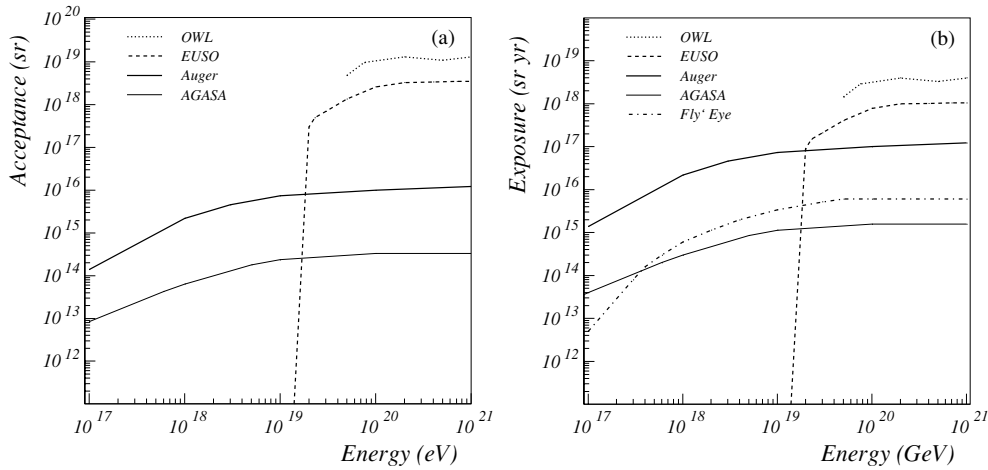 Acceptance (sr)
10^20
10^19
10^18
10^17
10^16
10^15
10^14
10^13
10^12
OWL
EUSO
Auger
AGASA
(a)
10^17 10^18 10^19 10^20 10^21
Energy (eV)
Exposure (sr yr)
10^19
10^18
10^17
10^16
10^15
10^14
10^13
10^12
OWL
EUSO
Auger
AGASA
Fly' Eye
(b)
10^17 10^18 10^19 10^20 10^21
Energy (GeV)